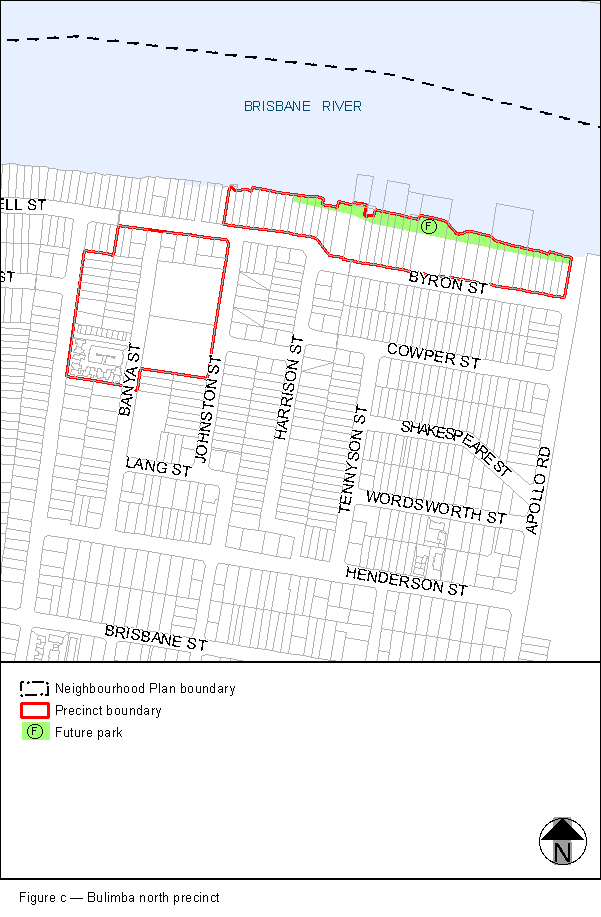 BRISBANE RIVER
ELL ST
F
ST
BYRON ST
COWPER ST
BANYA ST
JOHNSTON ST
HARRISON ST
TENNYSON ST
SHAKESPEARE ST
APOLLO RD
LANG ST
WORDSWORTH ST
HENDERSON ST
BRISBANE ST
Neighbourhood Plan boundary
Precinct boundary
F Future park
N
Figure c — Bulimba north precinct